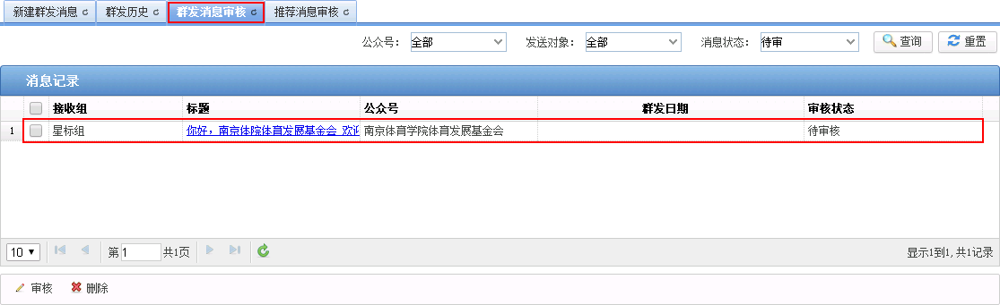 新建群发消息 群发历史 群发消息审核 推荐消息审核
公众号： 全部 发送对象： 全部 消息状态： 待审 查询 重置
消息记录
接收组 标题 公众号 群发日期 审核状态
1 星标组 你好，南京体院体育发展基金会 欢迎 南京体育学院体育发展基金会 待审核
10 第 1 共1页 显示1到1, 共1记录
审核 删除